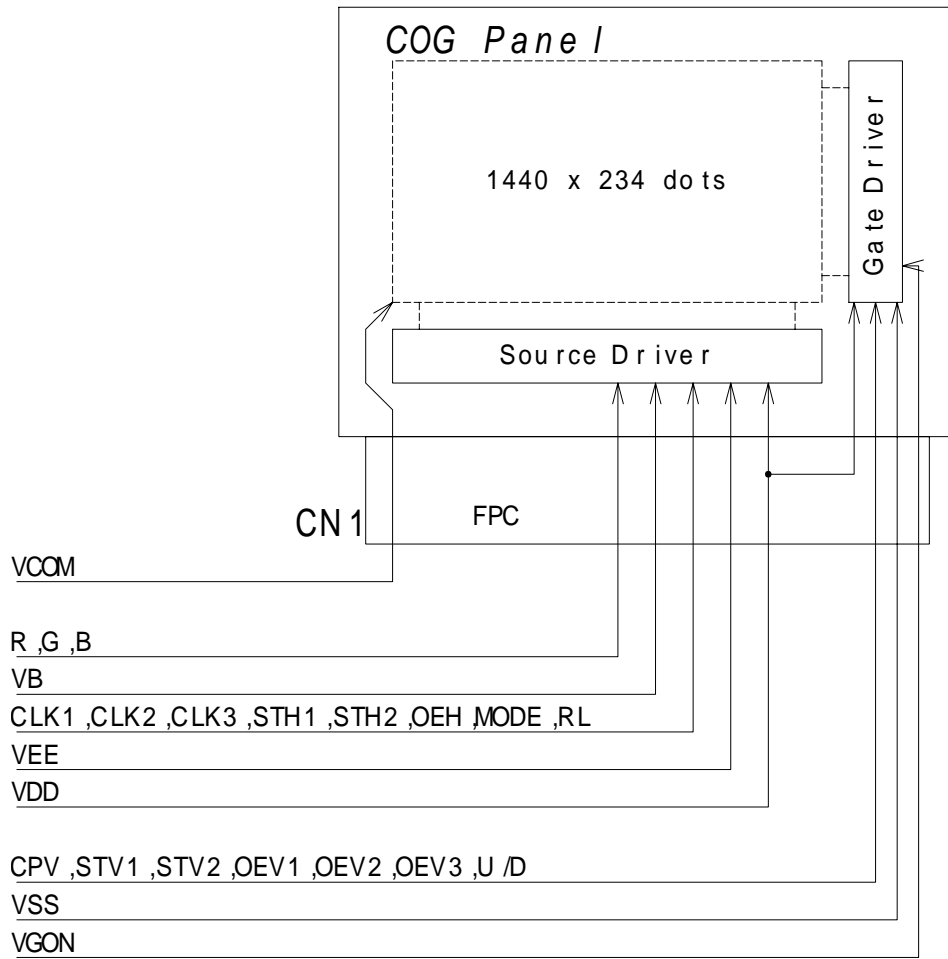 COG Panel
1440 x 234 dots
Gate Driver
Source Driver
CN1
FPC
VCOM
R,G,B
VB
CLK1,CLK2,CLK3,STH1,STH2,OEH,MODE,RL
VEE
VDD
CPV,STV1,STV2,OEV1,OEV2,OEV3,U/D
VSS
VGON